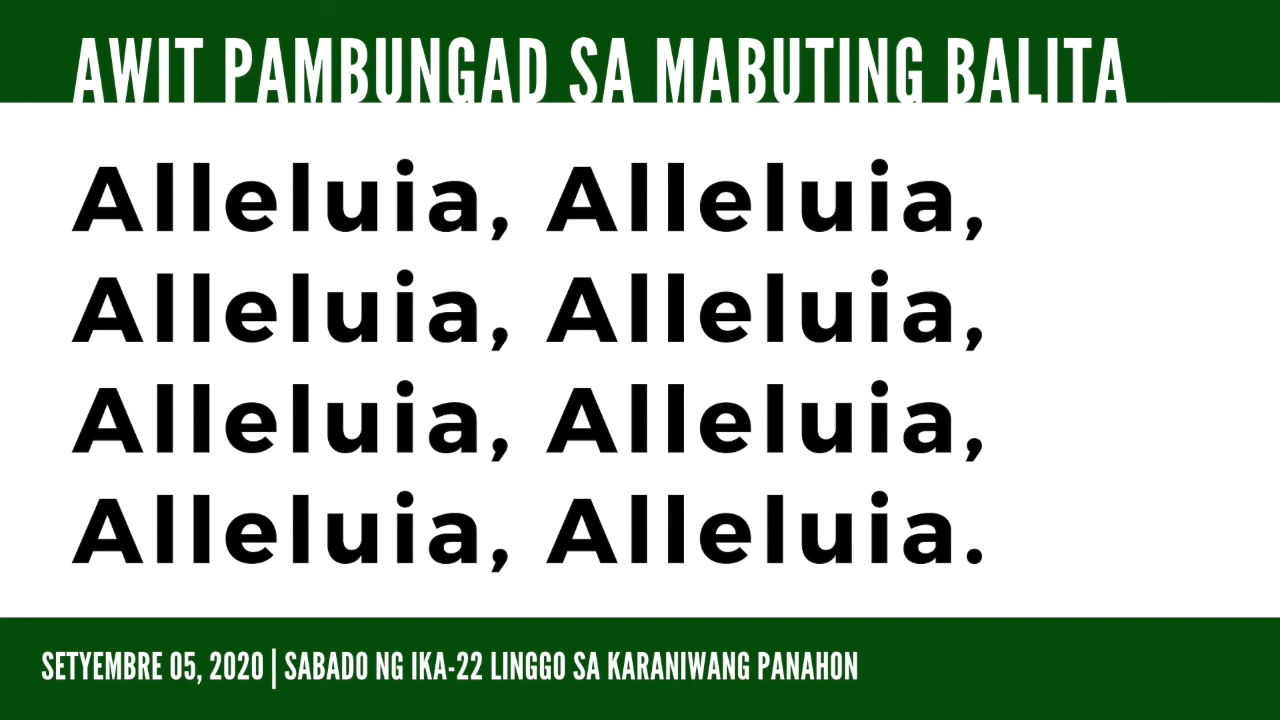 AWIT PAMBUNGAD SA MABUTING BALITA
Alleluia, Alleluia,
Alleluia, Alleluia,
Alleluia, Alleluia,
Alleluia, Alleluia.
SETYEMBRE 05, 2020 | SABADO NG IKA-22 LINGGO SA KARANIWANG PANAHON